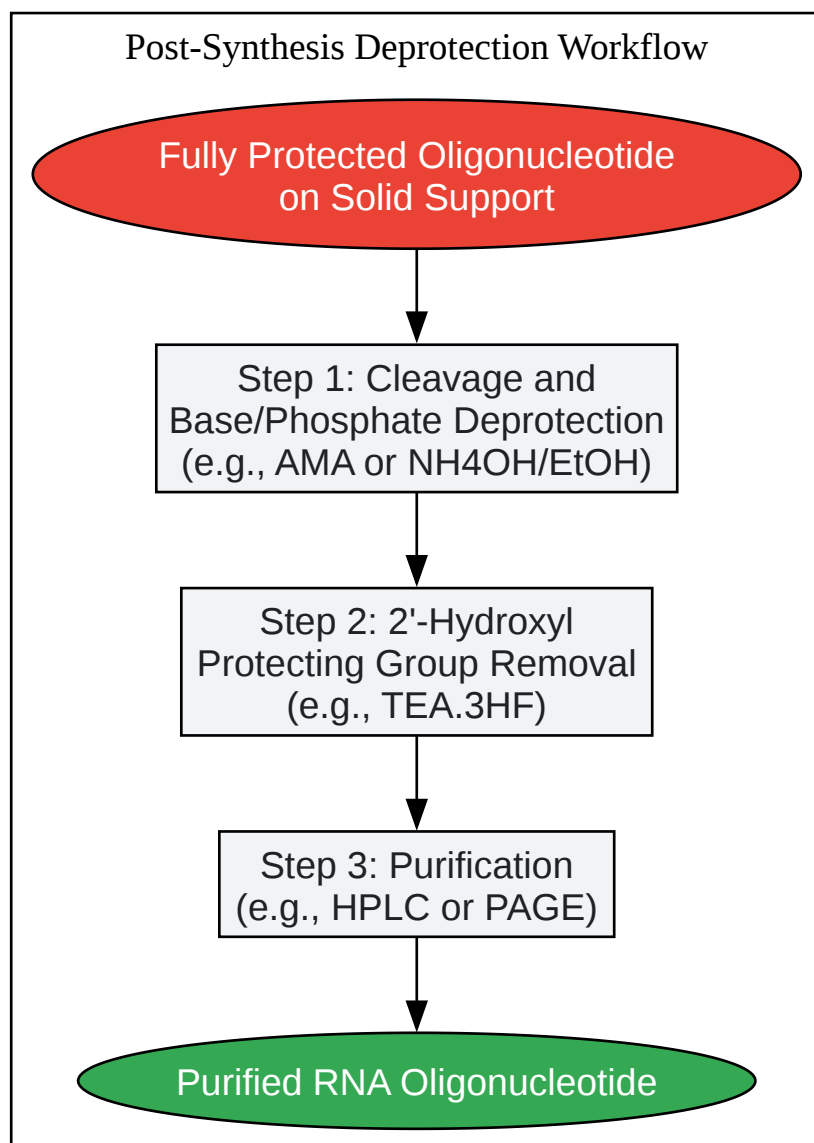 Post-Synthesis Deprotection Workflow
Fully Protected Oligonucleotide
on Solid Support
Step 1: Cleavage and
Base/Phosphate Deprotection
(e.g., AMA or NH4OH/EtOH)
Step 2: 2'-Hydroxyl
Protecting Group Removal
(e.g., TEA.3HF)
Step 3: Purification
(e.g., HPLC or PAGE)
Purified RNA Oligonucleotide